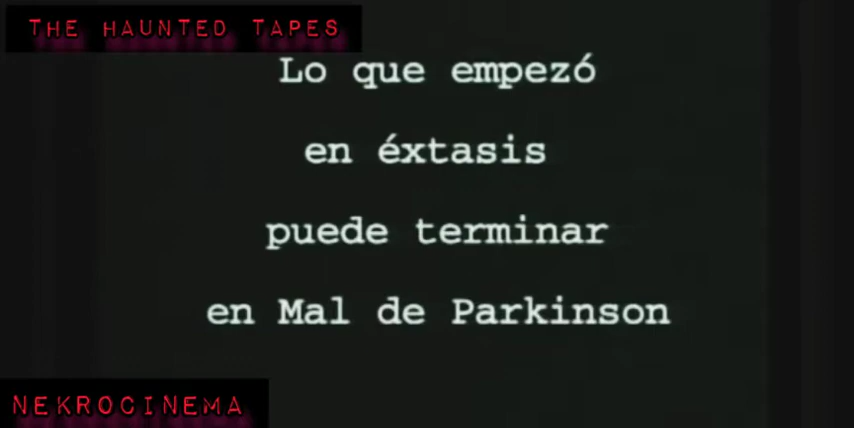 THE HAUNTED TAPES
Lo que empezó
en éxtasis
puede terminar
en Mal de Parkinson
NEKROCINEMA